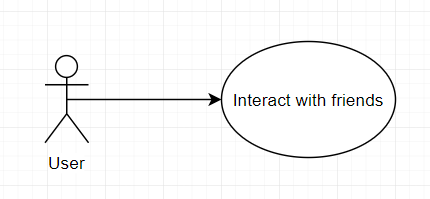 Interact with friends
User